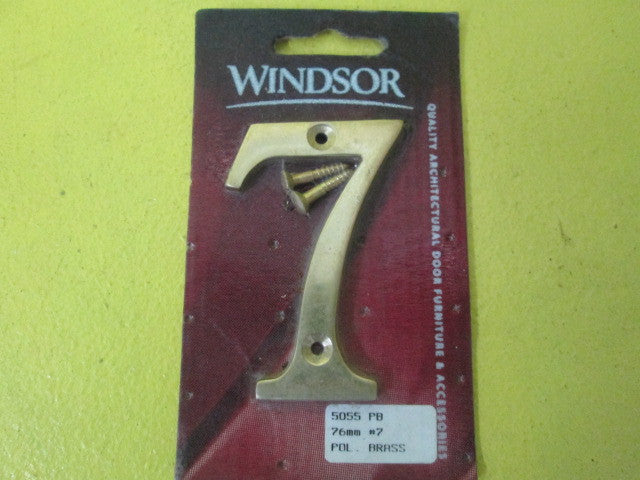 WINDSOR
7
QUALITY ARCHITECTURAL DOOR FURNITURE & ACCESSORIES
5055 PB
76mm #7
POL. BRASS